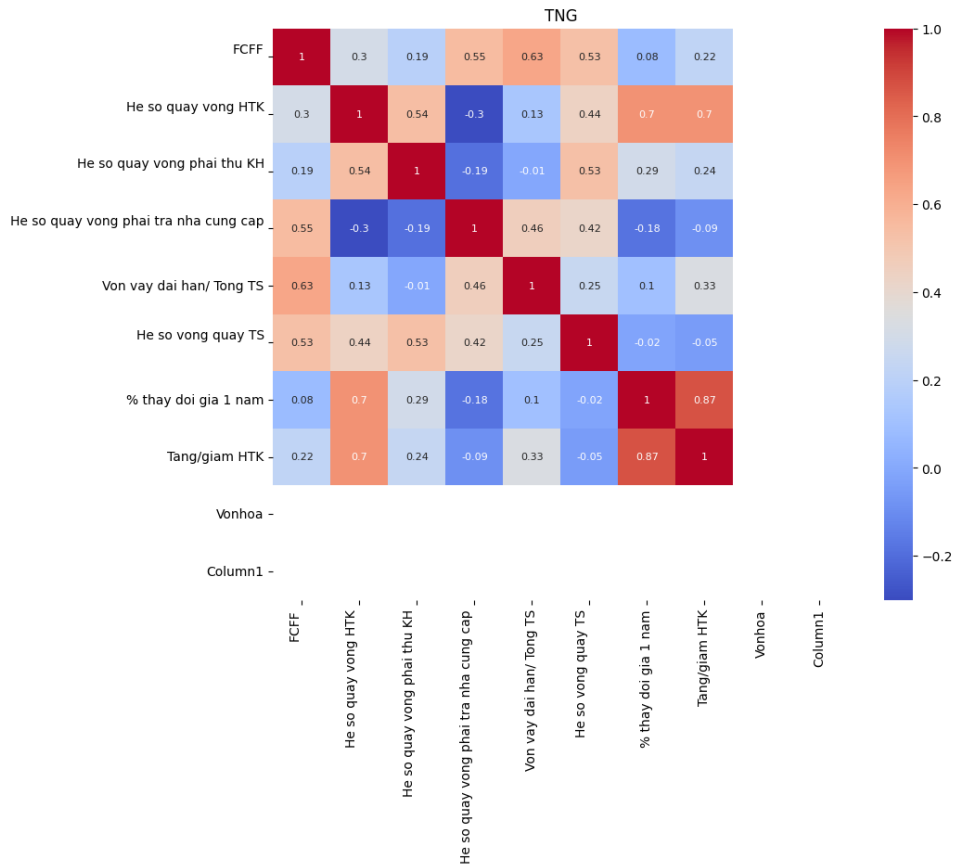 TNG
FCFF 1 0.3 0.19 0.55 0.63 0.53 0.08 0.22
He so quay vong HTK 0.3 1 0.54 -0.3 0.13 0.44 0.7 0.7
He so quay vong phai thu KH 0.19 0.54 1 -0.19 -0.01 0.53 0.29 0.24
He so quay vong phai tra nha cung cap 0.55 -0.3 -0.19 1 0.46 0.42 -0.18 -0.09
Von vay dai han/ Tong TS 0.63 0.13 -0.01 0.46 1 0.25 0.1 0.33
He so vong quay TS 0.53 0.44 0.53 0.42 0.25 1 -0.02 -0.05
% thay doi gia 1 nam 0.08 0.7 0.29 -0.18 0.1 -0.02 1 0.87
Tang/giam HTK 0.22 0.7 0.24 -0.09 0.33 -0.05 0.87 1
Vonhoa
Column1
FCFF
He so quay vong HTK
He so quay vong phai thu KH
He so quay vong phai tra nha cung cap
Von vay dai han/ Tong TS
He so vong quay TS
% thay doi gia 1 nam
Tang/giam HTK
Vonhoa
Column1
1.0
0.8
0.6
0.4
0.2
0.0
−0.2